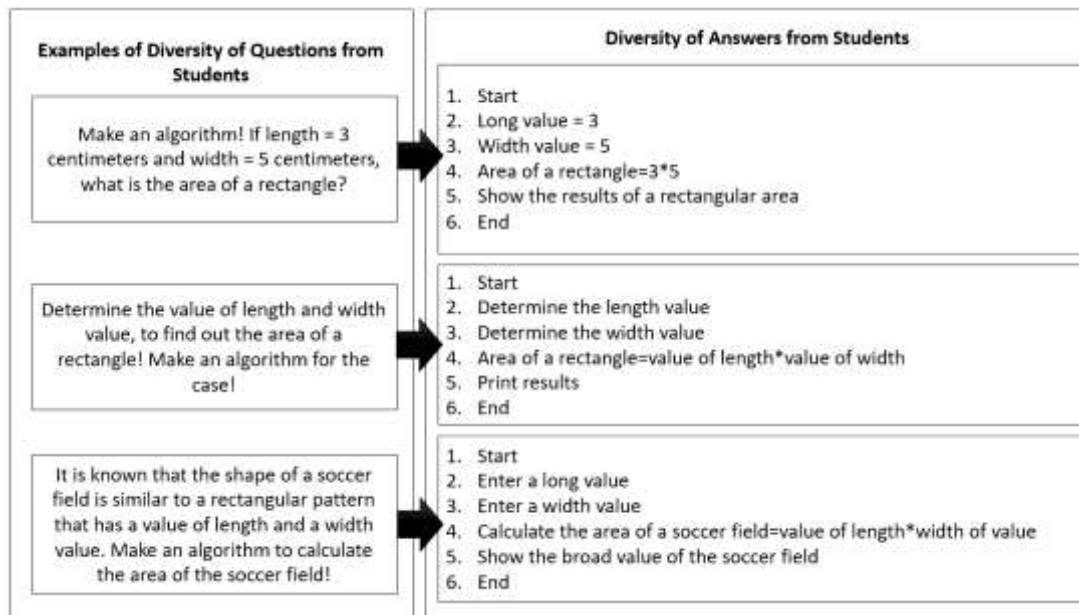 Examples of Diversity of Questions from
Students
Make an algorithm! If length = 3
centimeters and width = 5 centimeters,
what is the area of a rectangle?
Determine the value of length and width
value, to find out the area of a
rectangle! Make an algorithm for the
case!
It is known that the shape of a soccer
field is similar to a rectangular pattern
that has a value of length and a width
value. Make an algorithm to calculate
the area of the soccer field!
Diversity of Answers from Students
1. Start
2. Long value = 3
3. Width value = 5
4. Area of a rectangle=3*5
5. Show the results of a rectangular area
6. End
1. Start
2. Determine the length value
3. Determine the width value
4. Area of a rectangle=value of length*value of width
5. Print results
6. End
1. Start
2. Enter a long value
3. Enter a width value
4. Calculate the area of a soccer field=value of length*width of value
5. Show the broad value of the soccer field
6. End